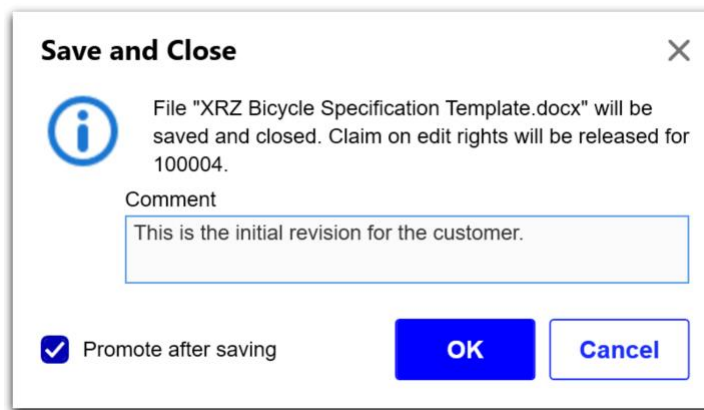 Save and Close
File "XRZ Bicycle Specification Template.docx" will be
saved and closed. Claim on edit rights will be released for
100004.
Comment
This is the initial revision for the customer.
Promote after saving
OK
Cancel